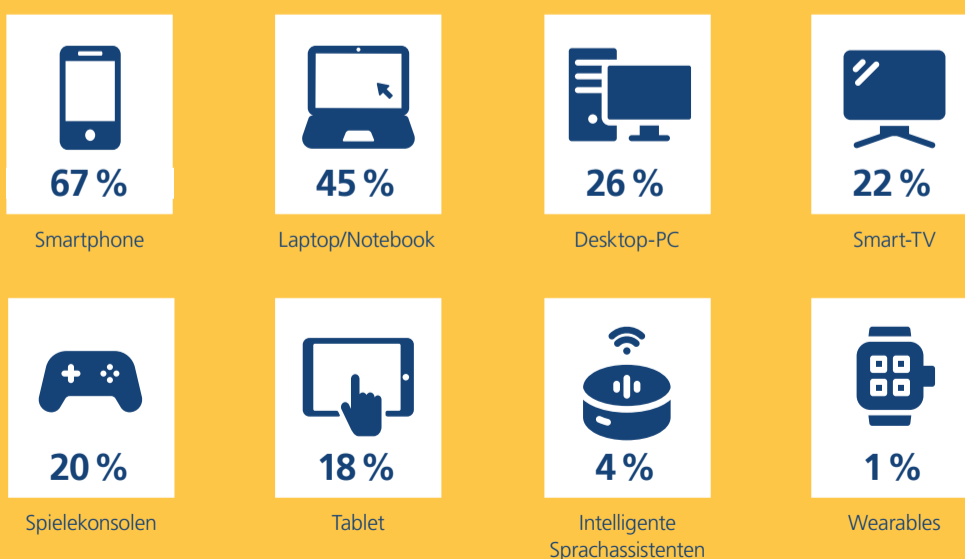 67 %
45 %
26 %
22 %
Smartphone
Laptop/Notebook
Desktop-PC
Smart-TV
20 %
18 %
4 %
1 %
Spielekonsolen
Tablet
Intelligente
Sprachassistenten
Wearables